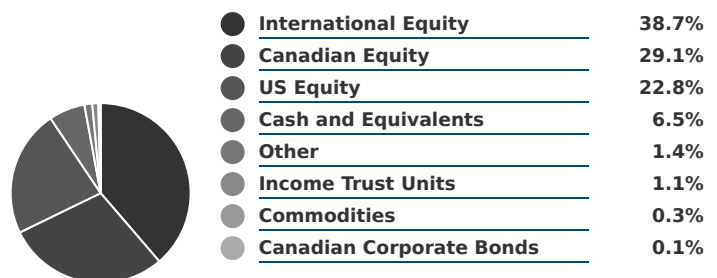 International Equity 38.7%
Canadian Equity 29.1%
US Equity 22.8%
Cash and Equivalents 6.5%
Other 1.4%
Income Trust Units 1.1%
Commodities 0.3%
Canadian Corporate Bonds 0.1%